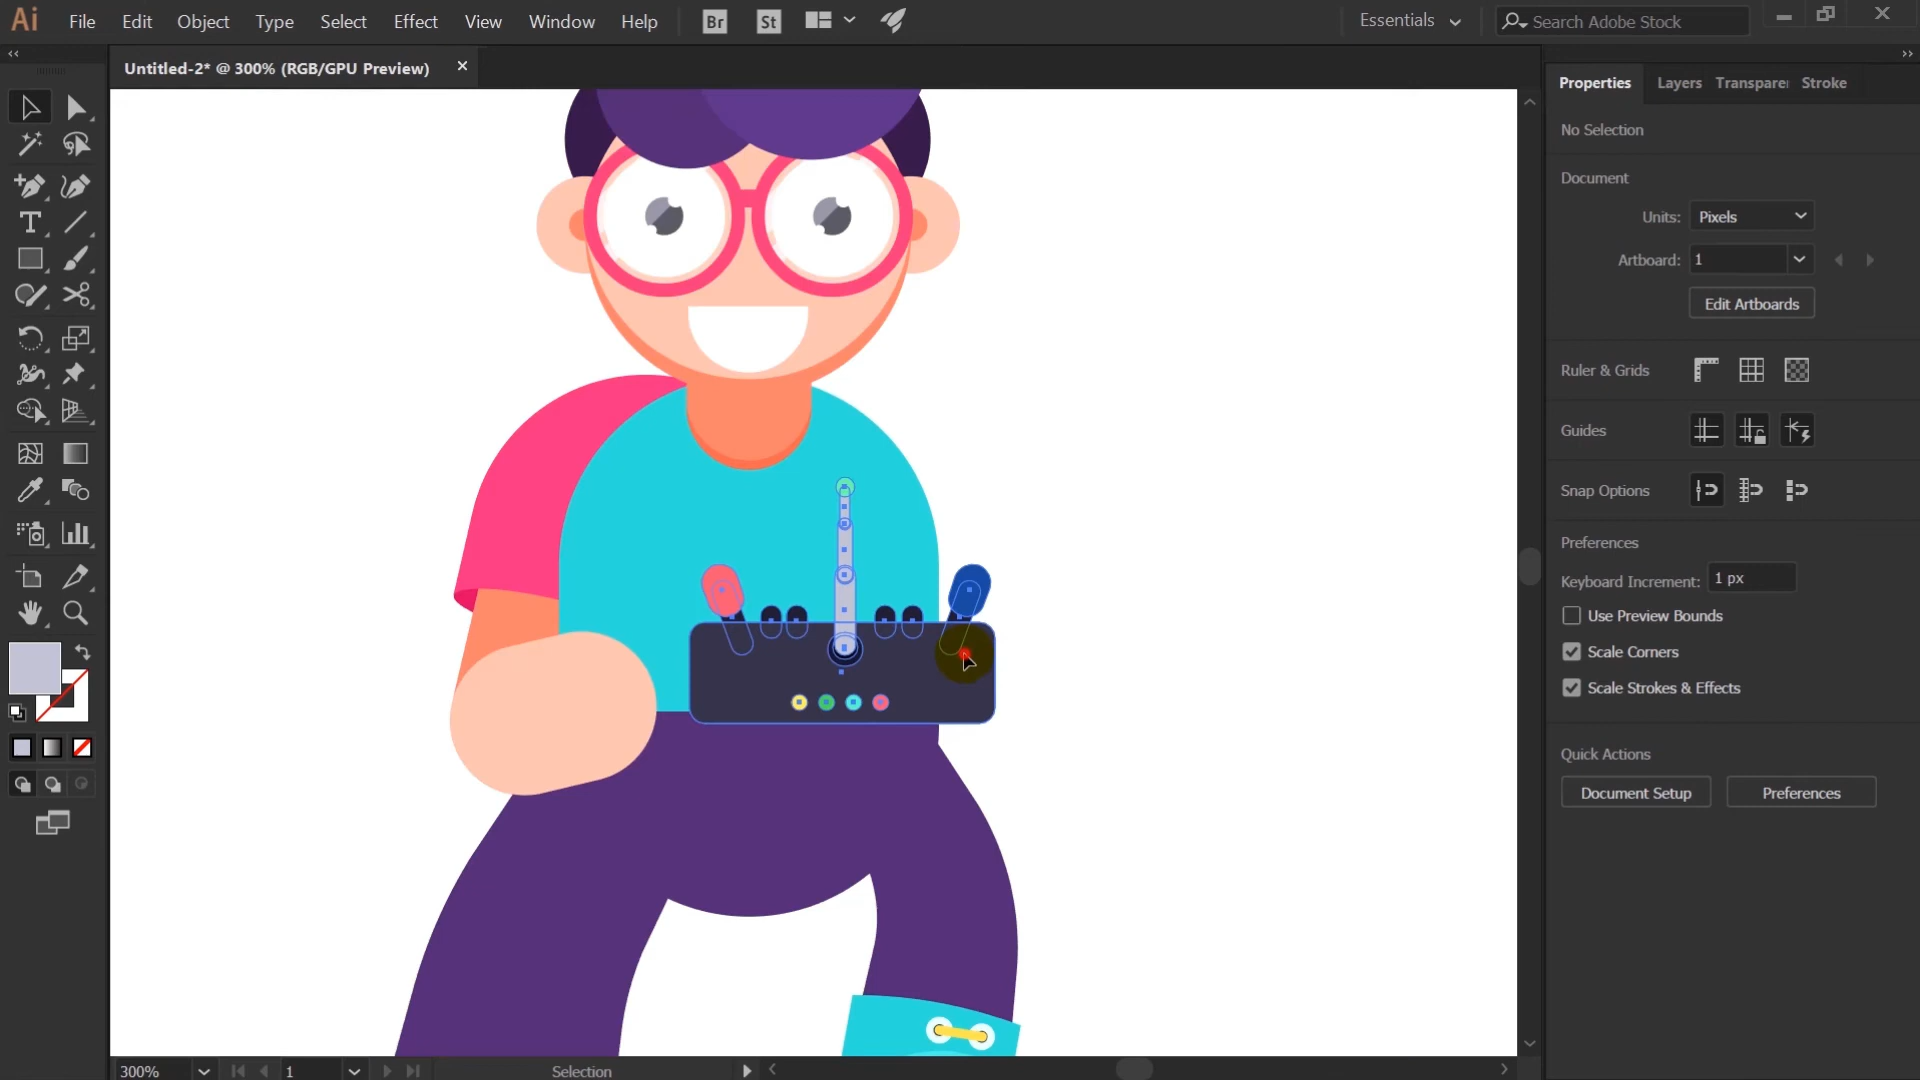 Ai File Edit Object Type Select Effect View Window Help Br St Essentials Search Adobe Stock
Untitled-2* @ 300% (RGB/GPU Preview)
Properties Layers Transparer Stroke
No Selection
Document
Units: Pixels
Artboard: 1
Edit Artboards
Ruler & Grids
Guides
Snap Options
Preferences
Keyboard Increment: 1 px
Use Preview Bounds
Scale Corners
Scale Strokes & Effects
Quick Actions
Document Setup Preferences
300% 1 Selection